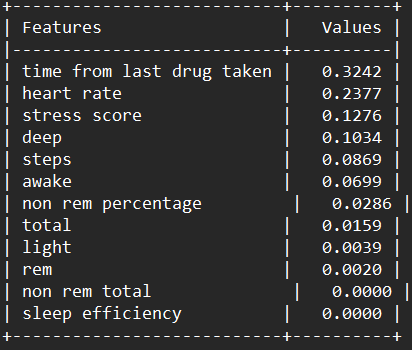 +---------------------------+----------+
| Features                  |   Values |
|---------------------------+----------|
| time from last drug taken |   0.3242 |
| heart rate                |   0.2377 |
| stress score              |   0.1276 |
| deep                      |   0.1034 |
| steps                     |   0.0869 |
| awake                     |   0.0699 |
| non rem percentage         |   0.0286 |
| total                     |   0.0159 |
| light                     |   0.0039 |
| rem                       |   0.0020 |
| non rem total              |   0.0000 |
| sleep efficiency          |   0.0000 |
+---------------------------+----------+